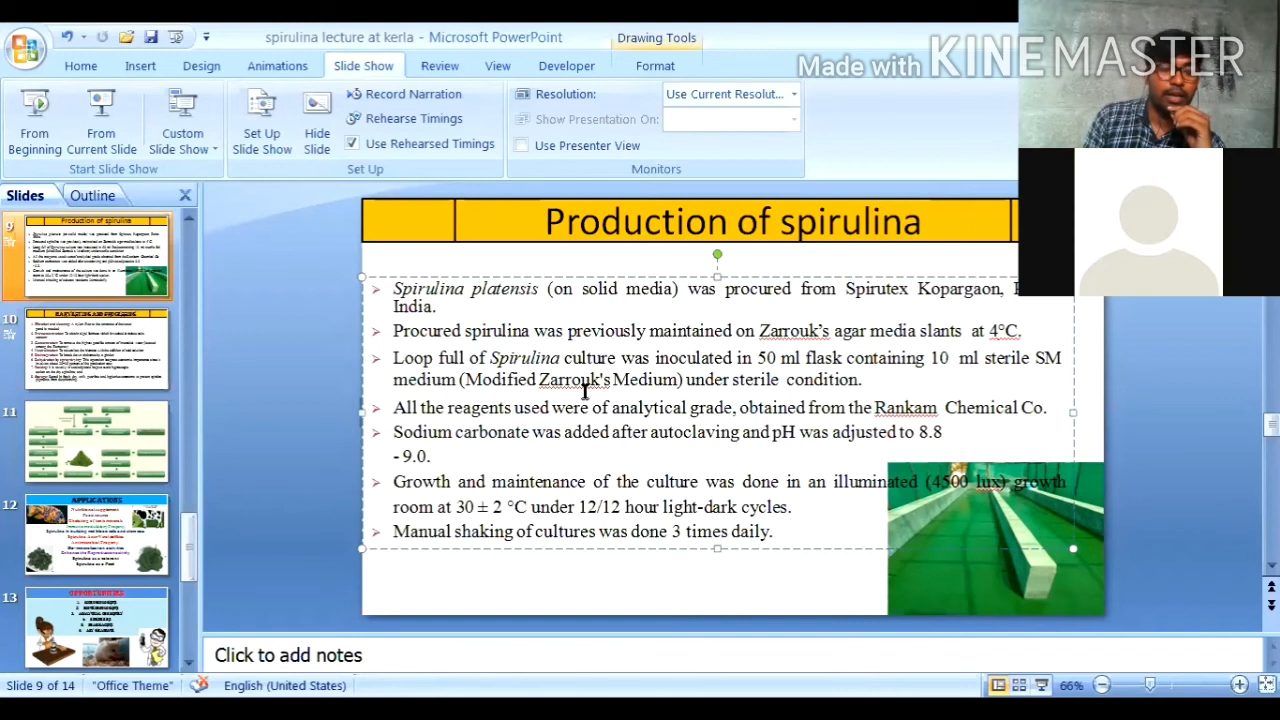 spirulina lecture at kerla - Microsoft PowerPoint
Drawing Tools
Made with KINEMASTER
Home Insert Design Animations Slide Show Review View Developer Format
From Beginning
From Current Slide
Custom Slide Show
Start Slide Show
Set Up Slide Show
Hide Slide
Record Narration
Rehearse Timings
Use Rehearsed Timings
Set Up
Resolution: Use Current Resolut...
Show Presentation On:
Use Presenter View
Monitors
Slides Outline
9
Production of spirulina
10
HARVESTING AND PROCESSING
11
12
APPLICATIONS
13
OPPORTUNITIES
Production of spirulina
Spirulina platensis (on solid media) was procured from Spirutex Kopargaon,
India.
Procured spirulina was previously maintained on Zarouk's agar media slants at 4°C.
Loop full of Spirulina culture was inoculated in 50 ml flask containing 10 ml sterile SM
medium (Modified Zarrouk's Medium) under sterile condition.
All the reagents used were of analytical grade, obtained from the Rankam Chemical Co.
Sodium carbonate was added after autoclaving and pH was adjusted to 8.8
- 9.0.
Growth and maintenance of the culture was done in an illuminated (4500 lux) growth
room at 30 ± 2 °C under 12/12 hour light-dark cycles.
Manual shaking of cultures was done 3 times daily.
Click to add notes
Slide 9 of 14 "Office Theme" English (United States) 66%